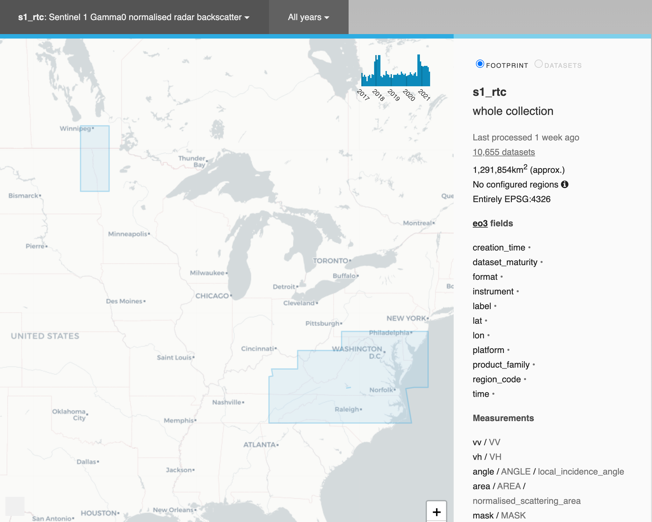 s1_rtc: Sentinel 1 Gamma0 normalised radar backscatter
All years
2017
2018
2019
2020
2021
Winnipeg
Thunder
Bay
Bismarck
Pierre
Minneapolis
Milwaukee
CHICAGO
Des Moines
Detroit
Cleveland
TORONTO
Buffalo
Montreal
Que
Bo
NEW YORK
Philadelphia
Pittsburgh
WASHINGTON
D.C.
Cincinnati
Saint Louis
UNITED STATES
Norfolk
Nashville
Raleigh
Oklahoma
City
Memphis
ATLANTA
Dallas
Jackson
HOUSTON
New Orleans
San Antonio
+
FOOTPRINT
DATASETS
s1_rtc
whole collection
Last processed 1 week ago
10,655 datasets
1,291,854km2 (approx.)
No configured regions
Entirely EPSG:4326
eo3 fields
creation_time
dataset_maturity
format
instrument
label
lat
lon
platform
product_family
region_code
time
Measurements
vv / VV
vh / VH
angle / ANGLE / local_incidence_angle
area / AREA /
normalised_scattering_area
mask / MASK